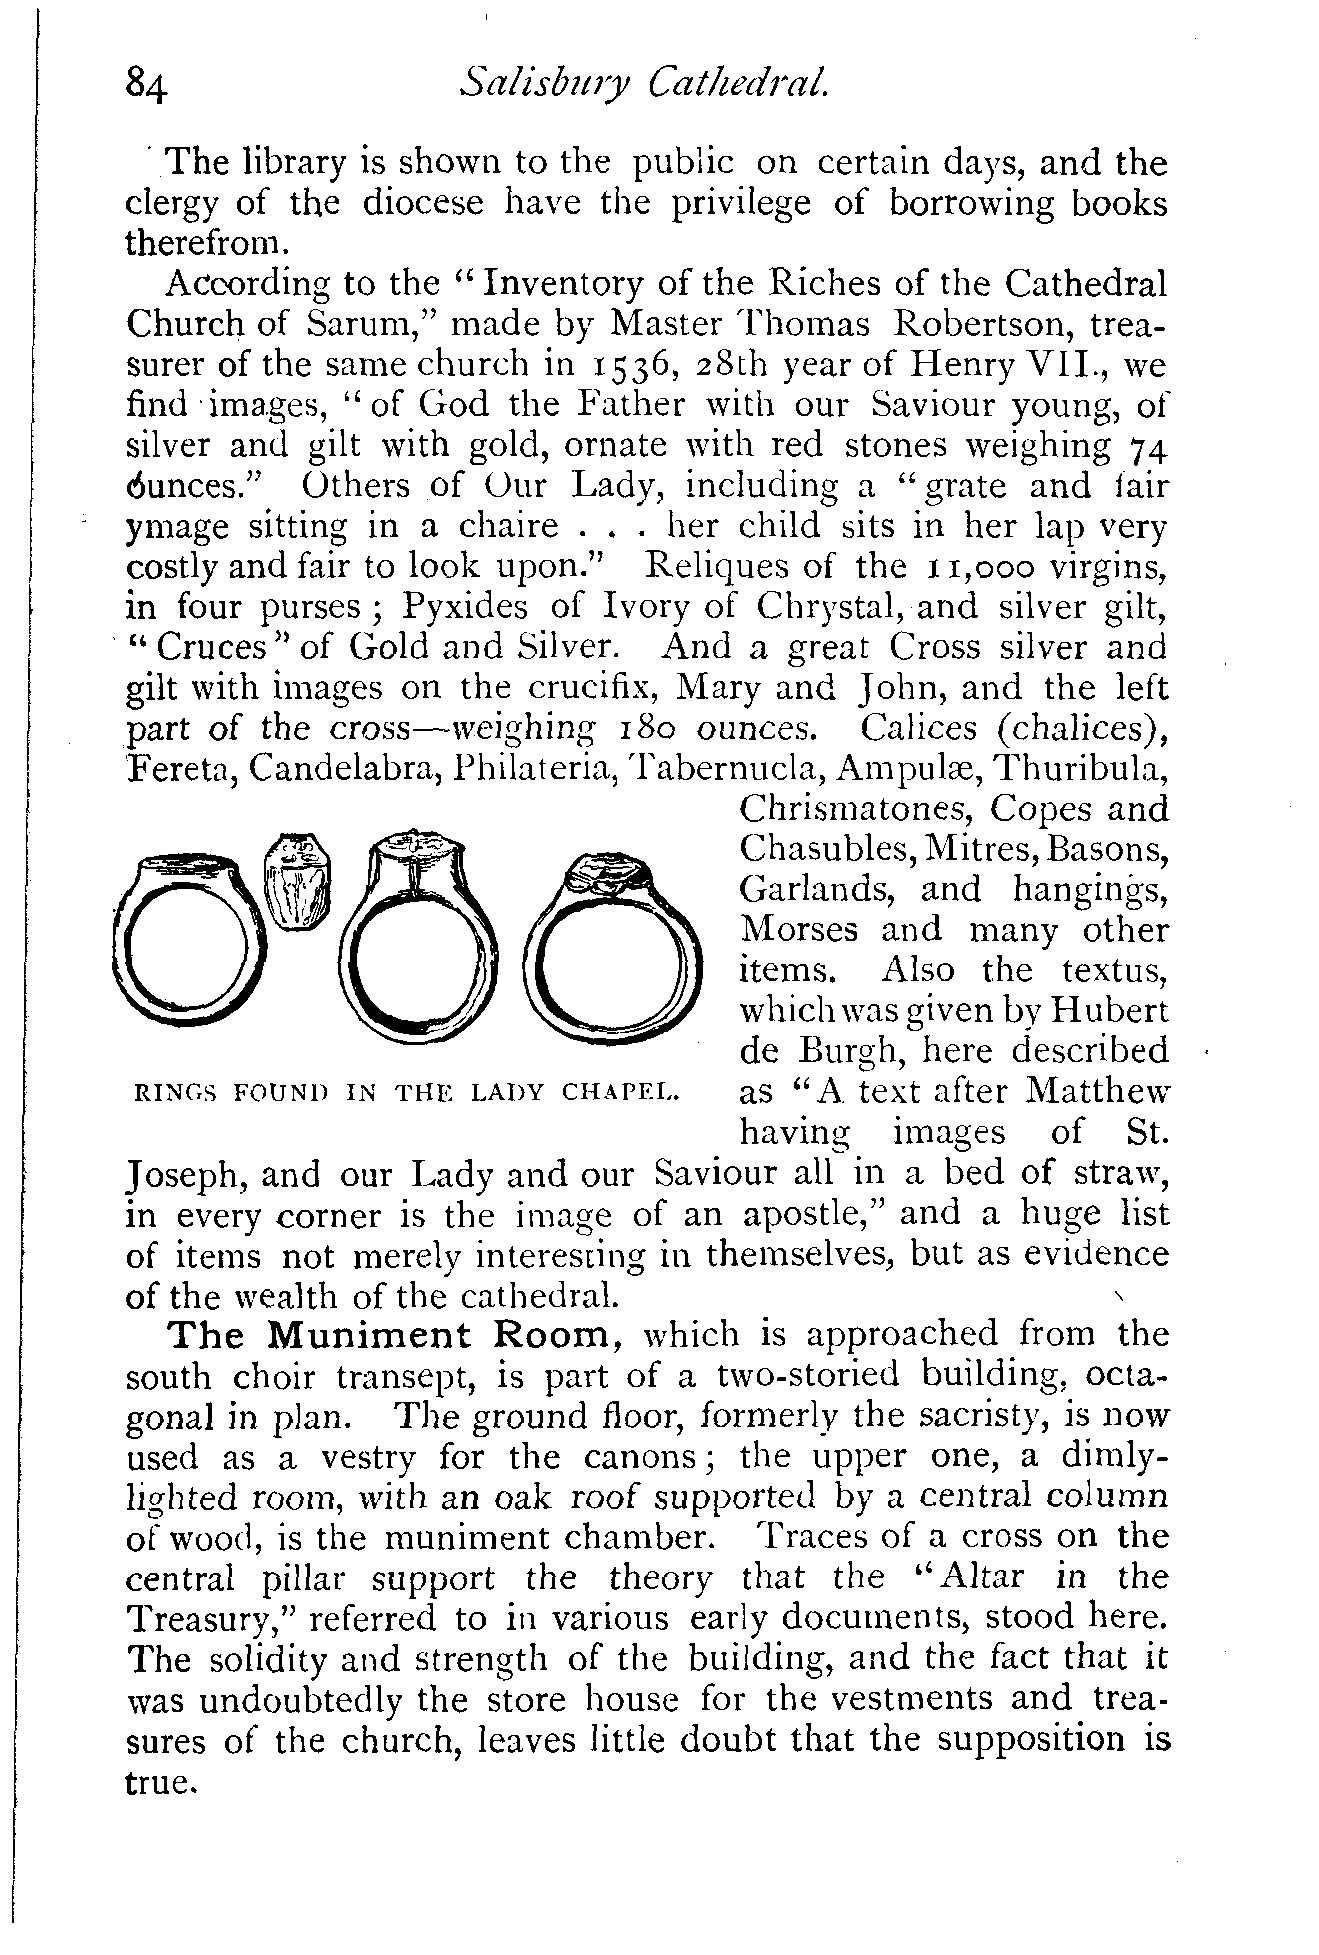 84
Salisbury Cathedral.
The library is shown to the public on certain days, and the
clergy of the diocese have the privilege of borrowing books
therefrom.
According to the “ Inventory of the Riches of the Cathedral
Church of Sarum,” made by Master Thomas Robertson, trea-
surer of the same church in 1536, 28th year of Henry VII., we
find images, “ of God the Father with our Saviour young, of
silver and gilt with gold, ornate with red stones weighing 74
ounces.” Others of Our Lady, including a “ grate and fair
ymage sitting in a chaire . . . her child sits in her lap very
costly and fair to look upon.” Reliques of the 11,000 virgins,
in four purses ; Pyxides of Ivory of Chrystal, and silver gilt,
“ Cruces ” of Gold and Silver. And a great Cross silver and
gilt with images on the crucifix, Mary and John, and the left
part of the cross—weighing 180 ounces. Calices (chalices),
Fereta, Candelabra, Philateria, Tabernucla, Ampulæ, Thuribula,
Chrismatones, Copes and
Chasubles, Mitres, Basons,
Garlands, and hangings,
Morses and many other
items. Also the textus,
which was given by Hubert
de Burgh, here described
as “ A text after Matthew
having images of St.
RINGS FOUND IN THE LADY CHAPEL.
Joseph, and our Lady and our Saviour all in a bed of straw,
in every corner is the image of an apostle,” and a huge list
of items not merely interesting in themselves, but as evidence
of the wealth of the cathedral.
The Muniment Room, which is approached from the
south choir transept, is part of a two-storied building, octa-
gonal in plan. The ground floor, formerly the sacristy, is now
used as a vestry for the canons ; the upper one, a dimly-
lighted room, with an oak roof supported by a central column
of wood, is the muniment chamber. Traces of a cross on the
central pillar support the theory that the “ Altar in the
Treasury,” referred to in various early documents, stood here.
The solidity and strength of the building, and the fact that it
was undoubtedly the store house for the vestments and trea-
sures of the church, leaves little doubt that the supposition is
true.